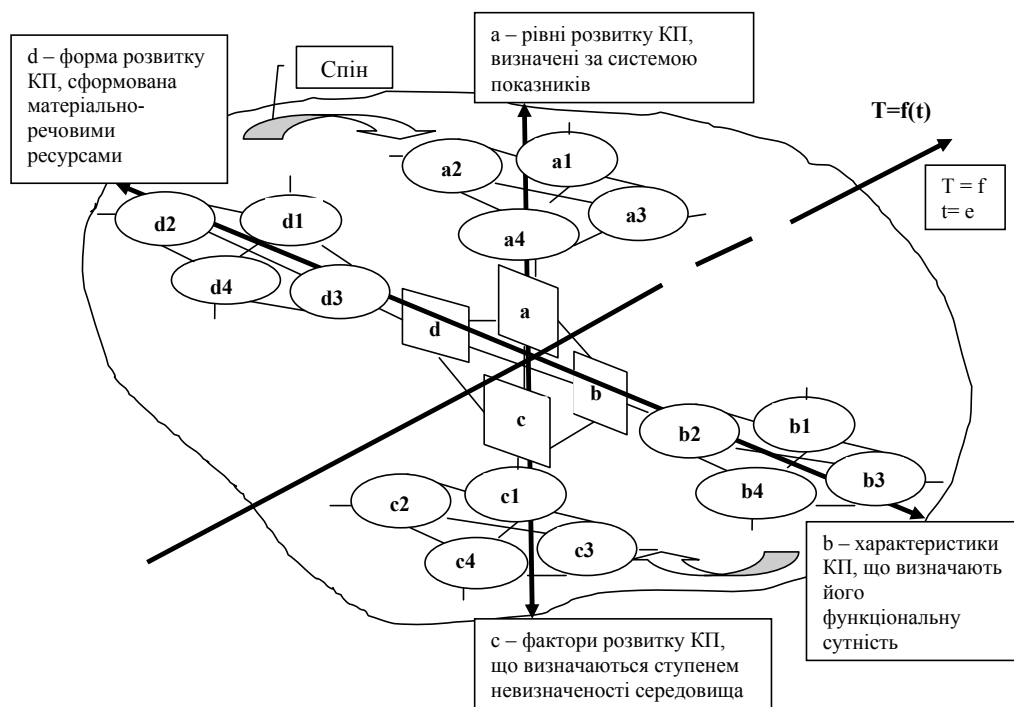 a – рівні розвитку КП,
визначені за системою
показників
d – форма розвитку
КП, сформована
матеріально-
речовими
ресурсами
Спін
T=f(t)
T = f
t= e
a1
a2
a3
a4
d1
d2
d3
d4
a
d
b
c
b1
b2
b3
b4
c1
c2
c3
c4
b – характеристики
КП, що визначають
його
функціональну
сутність
c – фактори розвитку КП,
що визначаються ступенем
невизначеності середовища